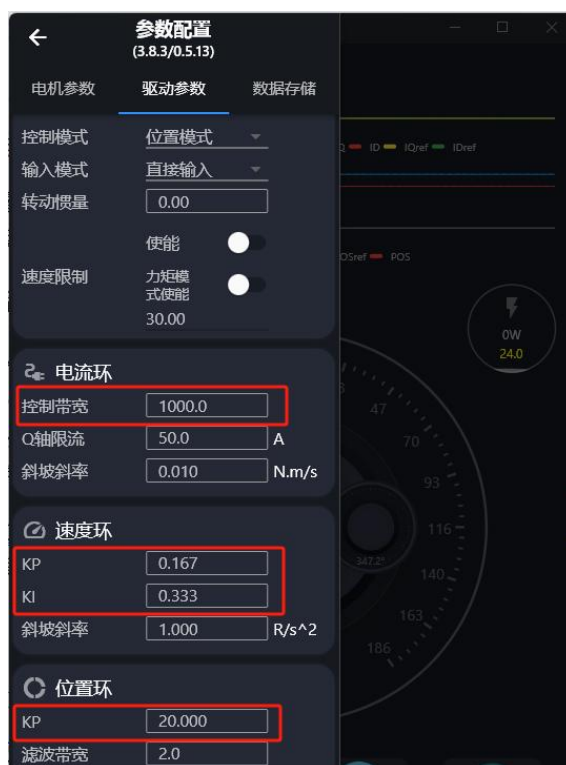 参数配置
(3.8.3/0.5.13)
电机参数 驱动参数 数据存储
控制模式 位置模式
输入模式 直接输入
转动惯量 0.00
使能
速度限制 力矩模式使能
30.00
电流环
控制带宽 1000.0
Q轴限流 50.0 A
斜坡斜率 0.010 N.m/s
速度环
KP 0.167
KI 0.333
斜坡斜率 1.000 R/s^2
位置环
KP 20.000
滤波带宽 2.0
ID IQref IDref
POS
0W
24.0
47
70
93
116
140
163
186
347.2°